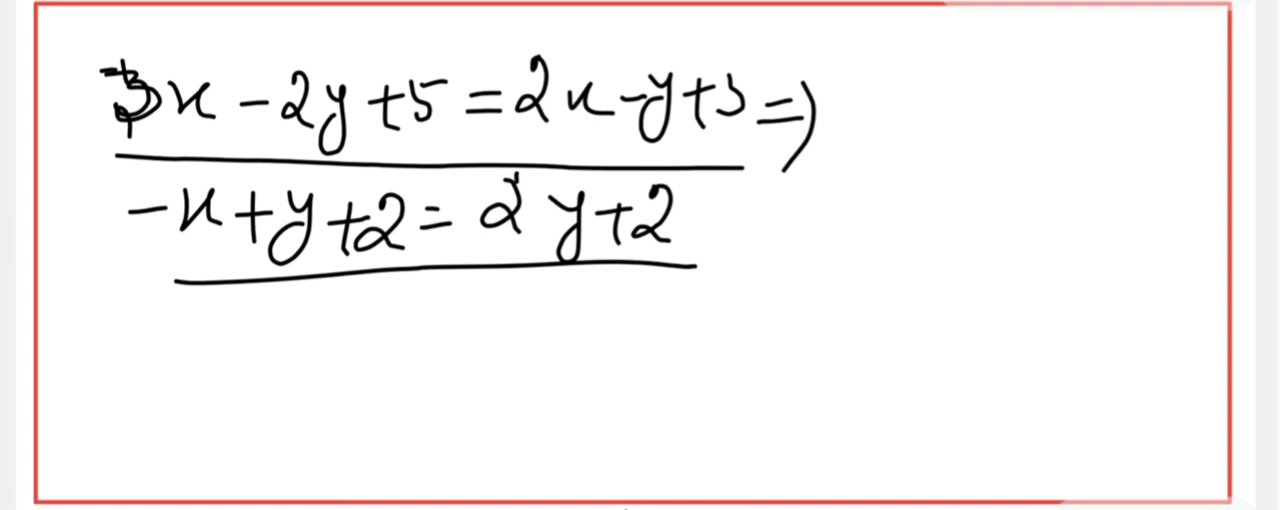 3x - 2y + 5 = 2x - y + 3 =>
-x + y + 2 = 2y + 2